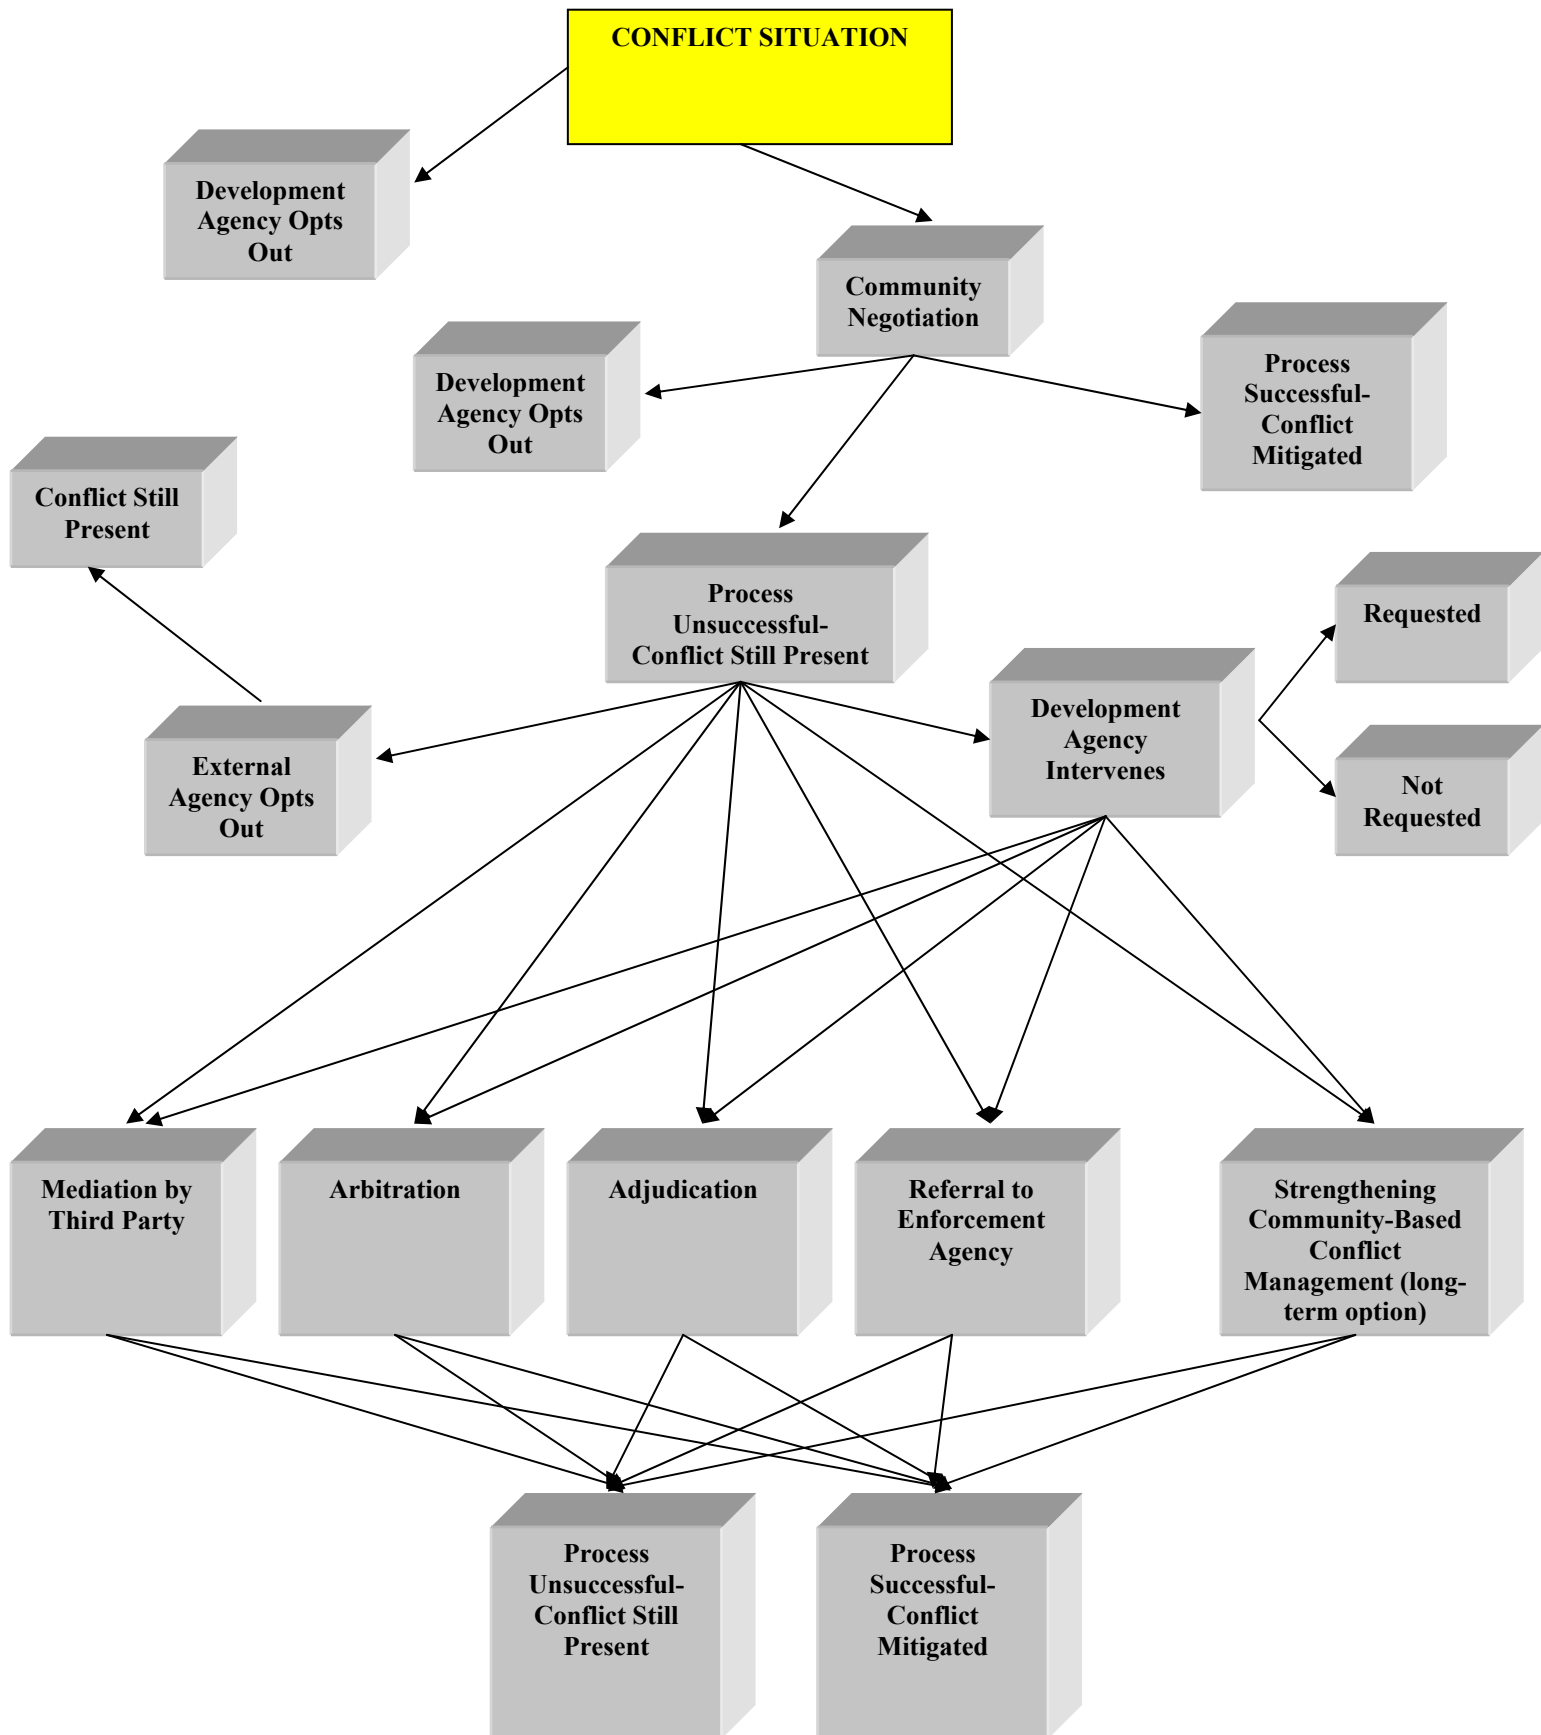 CONFLICT SITUATION
Development
Agency Opts
Out
Community
Negotiation
Process
Successful-
Conflict
Mitigated
Development
Agency Opts
Out
Conflict Still
Present
Process
Unsuccessful-
Conflict Still Present
Requested
Development
Agency
Intervenes
External
Agency Opts
Out
Not
Requested
Mediation by
Third Party
Arbitration
Adjudication
Referral to
Enforcement
Agency
Strengthening
Community-Based
Conflict
Management (long-
term option)
Process
Unsuccessful-
Conflict Still
Present
Process
Successful-
Conflict
Mitigated